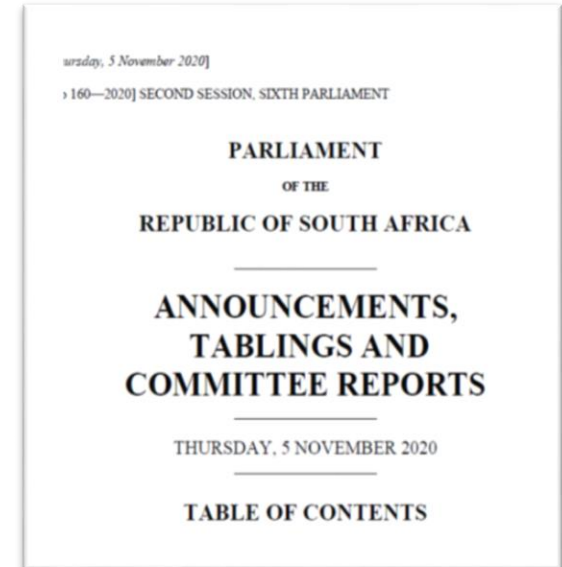 ursday, 5 November 2020]
160—2020] SECOND SESSION, SIXTH PARLIAMENT
PARLIAMENT
OF THE
REPUBLIC OF SOUTH AFRICA
ANNOUNCEMENTS,
TABLINGS AND
COMMITTEE REPORTS
THURSDAY, 5 NOVEMBER 2020
TABLE OF CONTENTS